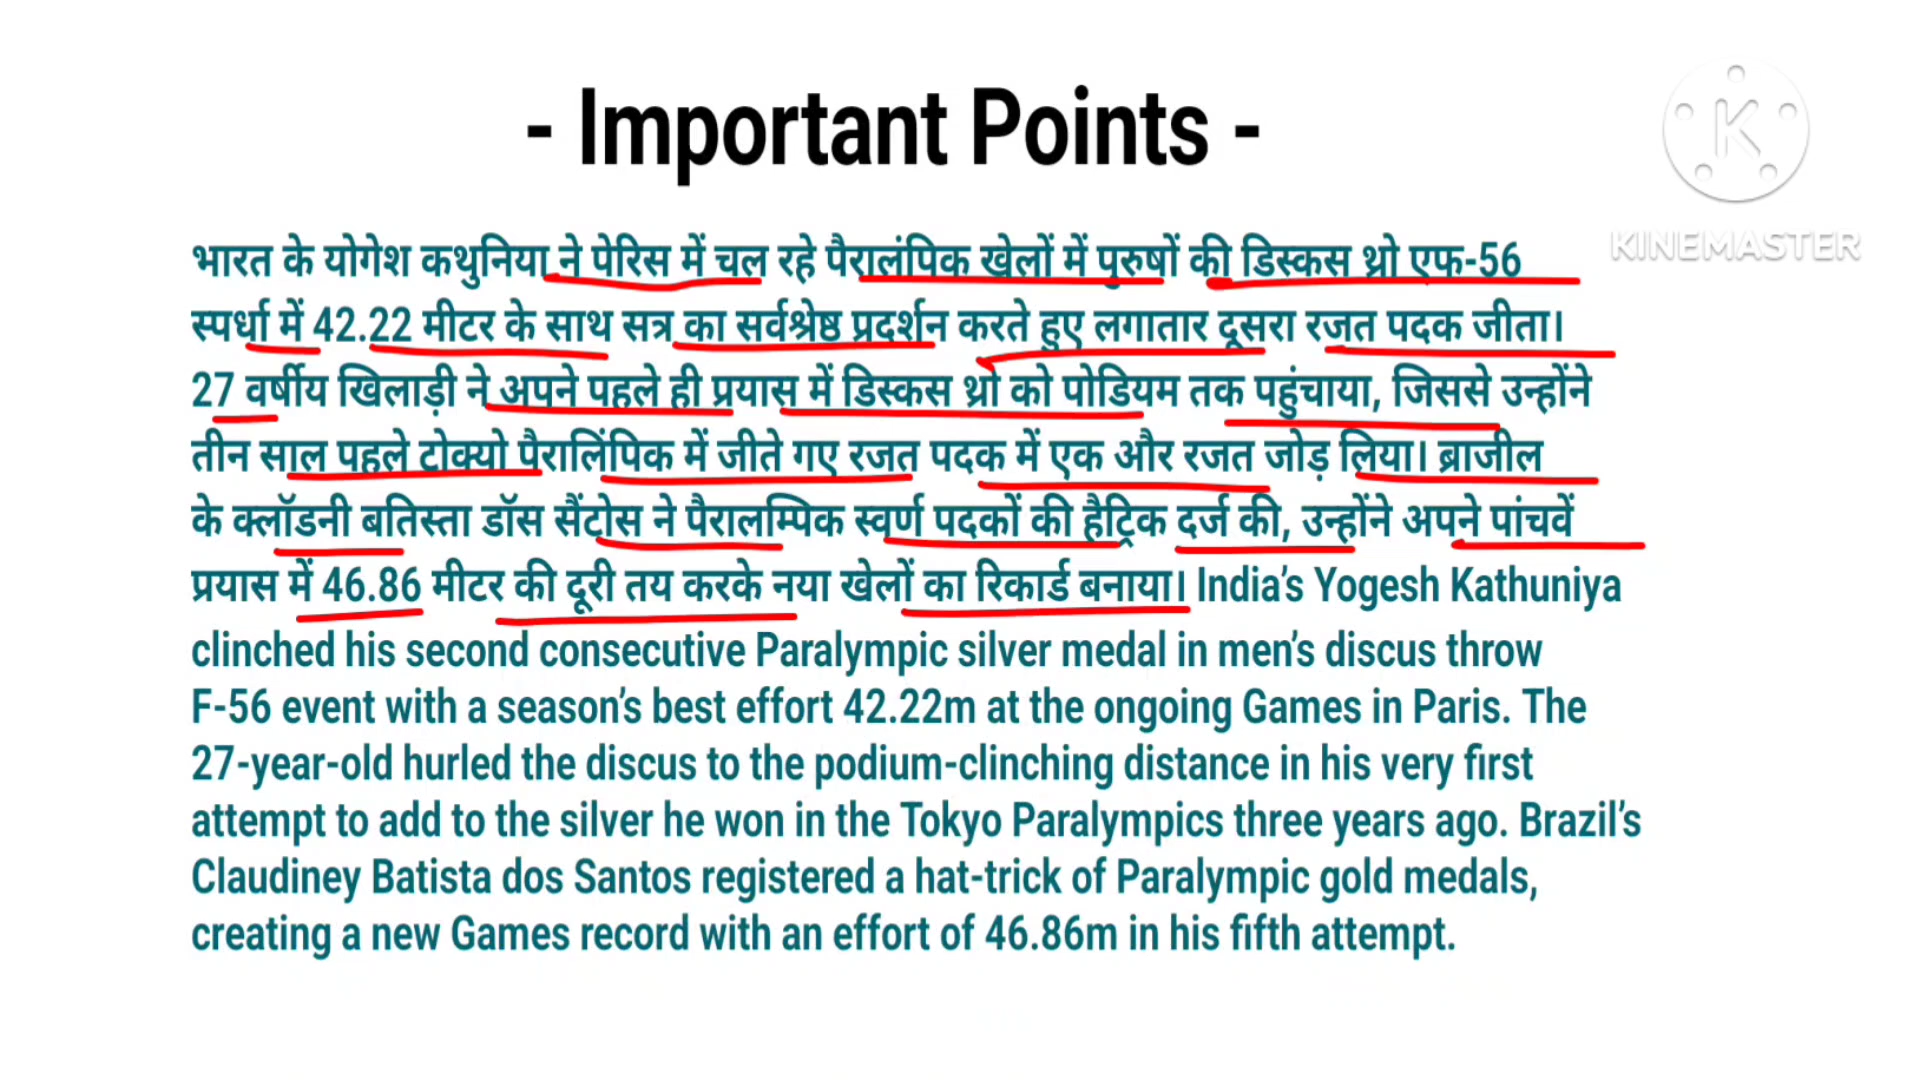 - Important Points -
KINEMASTER
भारत के योगेश कथुनिया ने पेरिस में चल रहे पैरालंपिक खेलों में पुरुषों की डिस्कस थ्रो एफ-56
स्पर्धा में 42.22 मीटर के साथ सत्र का सर्वश्रेष्ठ प्रदर्शन करते हुए लगातार दूसरा रजत पदक जीता।
27 वर्षीय खिलाड़ी ने अपने पहले ही प्रयास में डिस्कस थ्रो को पोडियम तक पहुंचाया, जिससे उन्होंने
तीन साल पहले टोक्यो पैरालिंपिक में जीते गए रजत पदक में एक और रजत जोड़ लिया। ब्राजील
के क्लॉडनी बतिस्ता डॉस सैंटोस ने पैरालम्पिक स्वर्ण पदकों की हैट्रिक दर्ज की, उन्होंने अपने पांचवें
प्रयास में 46.86 मीटर की दूरी तय करके नया खेलों का रिकार्ड बनाया। India’s Yogesh Kathuniya
clinched his second consecutive Paralympic silver medal in men’s discus throw
F-56 event with a season’s best effort 42.22m at the ongoing Games in Paris. The
27-year-old hurled the discus to the podium-clinching distance in his very first
attempt to add to the silver he won in the Tokyo Paralympics three years ago. Brazil’s
Claudiney Batista dos Santos registered a hat-trick of Paralympic gold medals,
creating a new Games record with an effort of 46.86m in his fifth attempt.